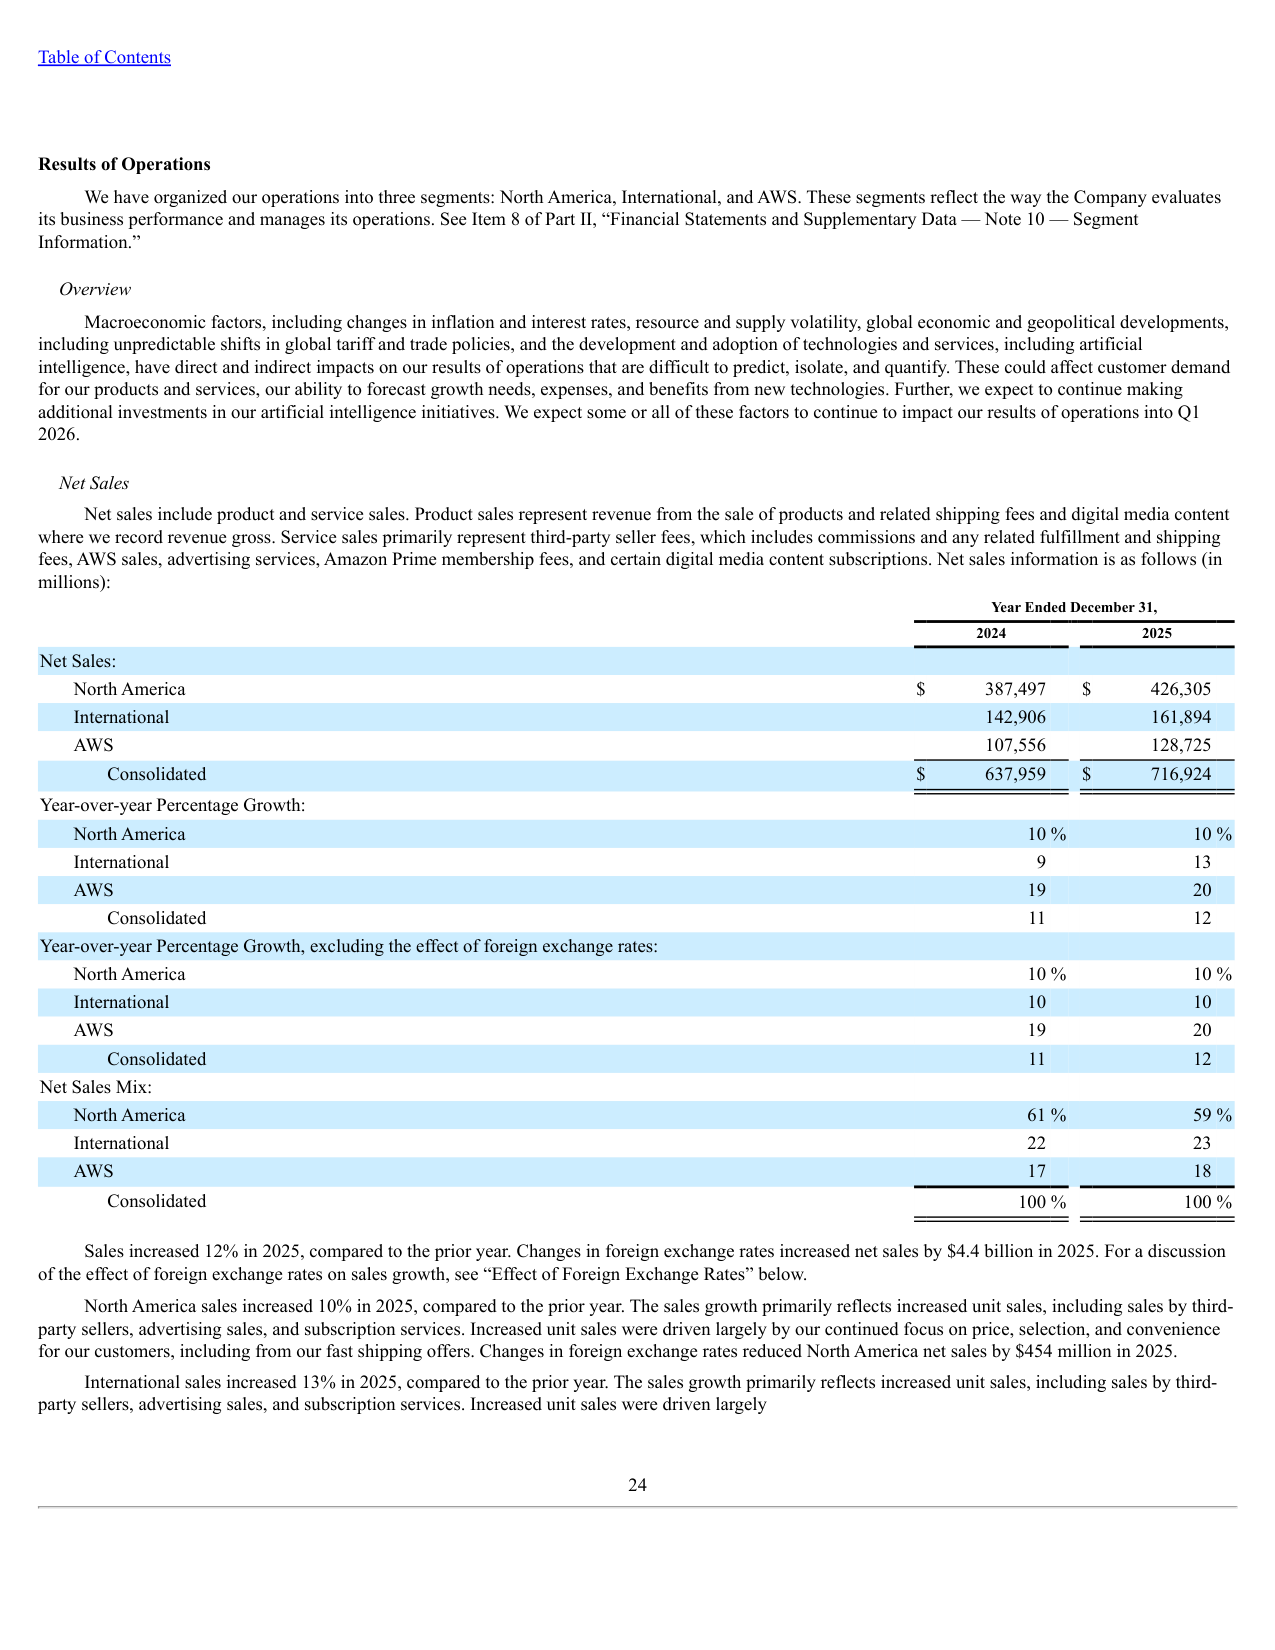 Table of Contents
Results of Operations
We have organized our operations into three segments: North America, International, and AWS. These segments reflect the way the Company evaluates
its business performance and manages its operations. See Item 8 of Part II, “Financial Statements and Supplementary Data — Note 10 — Segment
Information.”
Overview
Macroeconomic factors, including changes in inflation and interest rates, resource and supply volatility, global economic and geopolitical developments,
including unpredictable shifts in global tariff and trade policies, and the development and adoption of technologies and services, including artificial
intelligence, have direct and indirect impacts on our results of operations that are difficult to predict, isolate, and quantify. These could affect customer demand
for our products and services, our ability to forecast growth needs, expenses, and benefits from new technologies. Further, we expect to continue making
additional investments in our artificial intelligence initiatives. We expect some or all of these factors to continue to impact our results of operations into Q1
2026.
Net Sales
Net sales include product and service sales. Product sales represent revenue from the sale of products and related shipping fees and digital media content
where we record revenue gross. Service sales primarily represent third-party seller fees, which includes commissions and any related fulfillment and shipping
fees, AWS sales, advertising services, Amazon Prime membership fees, and certain digital media content subscriptions. Net sales information is as follows (in
millions):
Year Ended December 31,
2024 2025
Net Sales:
North America $ 387,497 $ 426,305
International 142,906 161,894
AWS 107,556 128,725
Consolidated $ 637,959 $ 716,924
Year-over-year Percentage Growth:
North America 10 % 10 %
International 9 13
AWS 19 20
Consolidated 11 12
Year-over-year Percentage Growth, excluding the effect of foreign exchange rates:
North America 10 % 10 %
International 10 10
AWS 19 20
Consolidated 11 12
Net Sales Mix:
North America 61 % 59 %
International 22 23
AWS 17 18
Consolidated 100 % 100 %
Sales increased 12% in 2025, compared to the prior year. Changes in foreign exchange rates increased net sales by $4.4 billion in 2025. For a discussion
of the effect of foreign exchange rates on sales growth, see “Effect of Foreign Exchange Rates” below.
North America sales increased 10% in 2025, compared to the prior year. The sales growth primarily reflects increased unit sales, including sales by third-
party sellers, advertising sales, and subscription services. Increased unit sales were driven largely by our continued focus on price, selection, and convenience
for our customers, including from our fast shipping offers. Changes in foreign exchange rates reduced North America net sales by $454 million in 2025.
International sales increased 13% in 2025, compared to the prior year. The sales growth primarily reflects increased unit sales, including sales by third-
party sellers, advertising sales, and subscription services. Increased unit sales were driven largely
24